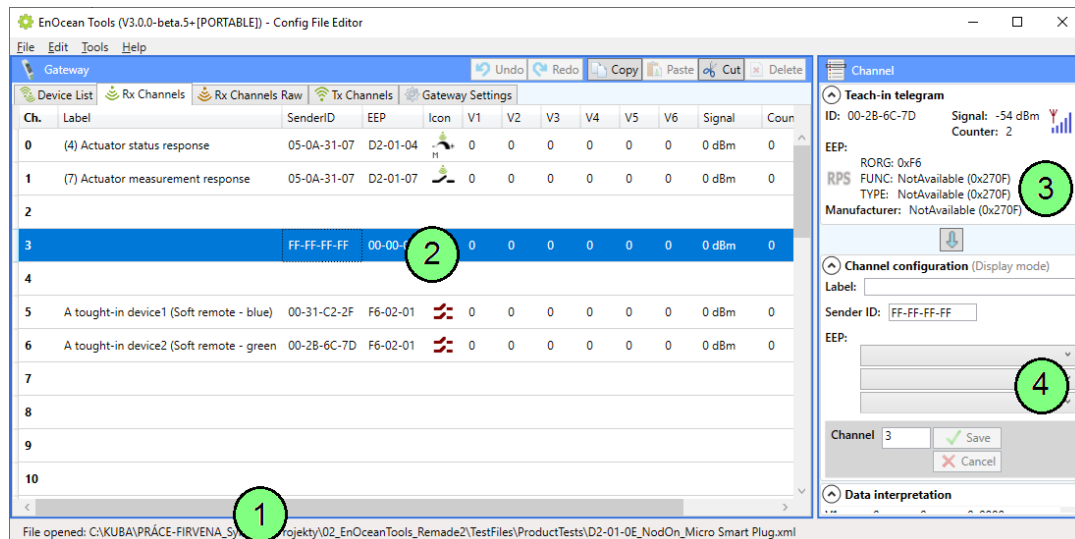 EnOcean Tools (V3.0.0-beta.5+[PORTABLE]) - Config File Editor
File Edit Tools Help
Gateway Undo Redo Copy Paste Cut Delete
Device List Rx Channels Rx Channels Raw Tx Channels Gateway Settings
Ch. Label SenderID EEP Icon V1 V2 V3 V4 V5 V6 Signal Coun
0 (4) Actuator status response 05-0A-31-07 D2-01-04 M 0 0 0 0 0 0 0 dBm 0
1 (7) Actuator measurement response 05-0A-31-07 D2-01-07 0 0 0 0 0 0 0 dBm 0
2
3 FF-FF-FF-FF 00-00- 2 0 0 0 0 0 0 0 dBm 0
4
5 A tought-in device1 (Soft remote - blue) 00-31-C2-2F F6-02-01 0 0 0 0 0 0 0 dBm 0
6 A tought-in device2 (Soft remote - green 00-2B-6C-7D F6-02-01 0 0 0 0 0 0 0 dBm 0
7
8
9
10
1
File opened: C:\KUBA\PRÁCE-FIRVENA_ rojekty\02_EnOceanTools_Remade2\TestFiles\ProductTests\D2-01-0E_NodOn_Micro Smart Plug.xml
Channel
Teach-in telegram
ID: 00-2B-6C-7D Signal: -54 dBm
Counter: 2
EEP:
RORG: 0xF6
RPS FUNC: NotAvailable (0x270F)
TYPE: NotAvailable (0x270F)
Manufacturer: NotAvailable (0x270F)
3
Channel configuration (Display mode)
Label:
Sender ID: FF-FF-FF-FF
EEP:
4
Channel 3 Save
Cancel
Data interpretation